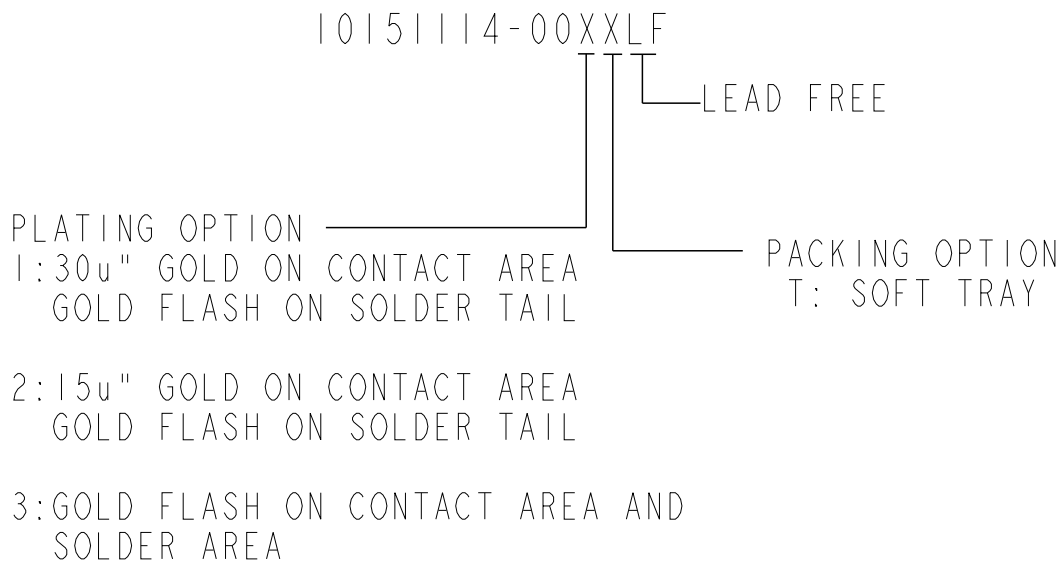 10151114-00XXLF
LEAD FREE
PLATING OPTION
1:30u" GOLD ON CONTACT AREA
GOLD FLASH ON SOLDER TAIL
PACKING OPTION
T: SOFT TRAY
2:15u" GOLD ON CONTACT AREA
GOLD FLASH ON SOLDER TAIL
3:GOLD FLASH ON CONTACT AREA AND
SOLDER AREA